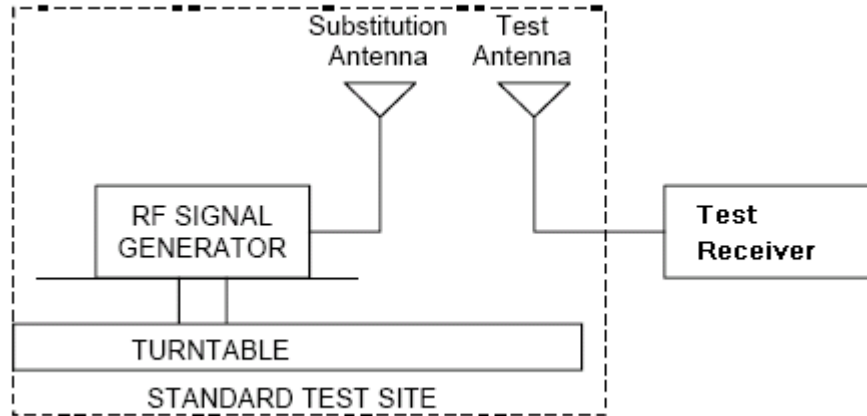 Substitution
Antenna
Test
Antenna
RF SIGNAL
GENERATOR
Test
Receiver
TURNTABLE
STANDARD TEST SITE